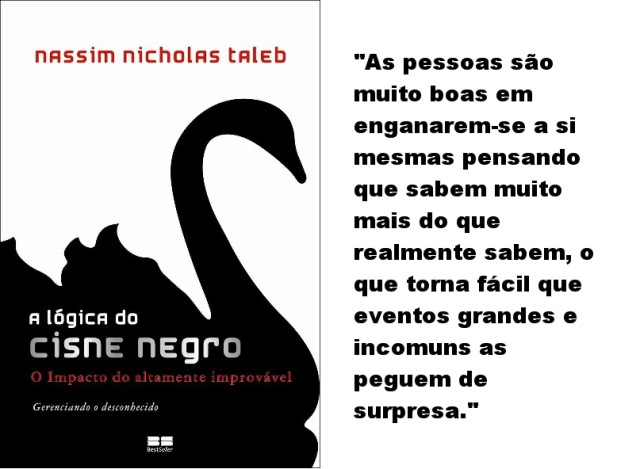 nassim nicholas taleb
a lógica do
cisne negro
O Impacto do altamente improvável
Gerenciando o desconhecido
BestSeller
"As pessoas são
muito boas em
enganarem-se a si
mesmas pensando
que sabem muito
mais do que
realmente sabem, o
que torna fácil que
eventos grandes e
incomuns as
peguem de
surpresa."